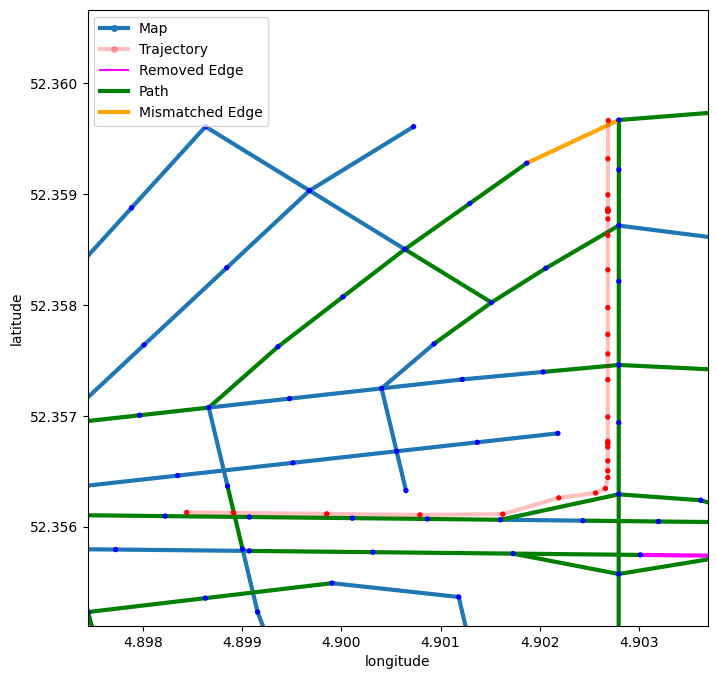 Map
Trajectory
Removed Edge
Path
Mismatched Edge
52.360
52.359
52.358
52.357
52.356
latitude
4.898 4.899 4.900 4.901 4.902 4.903
longitude